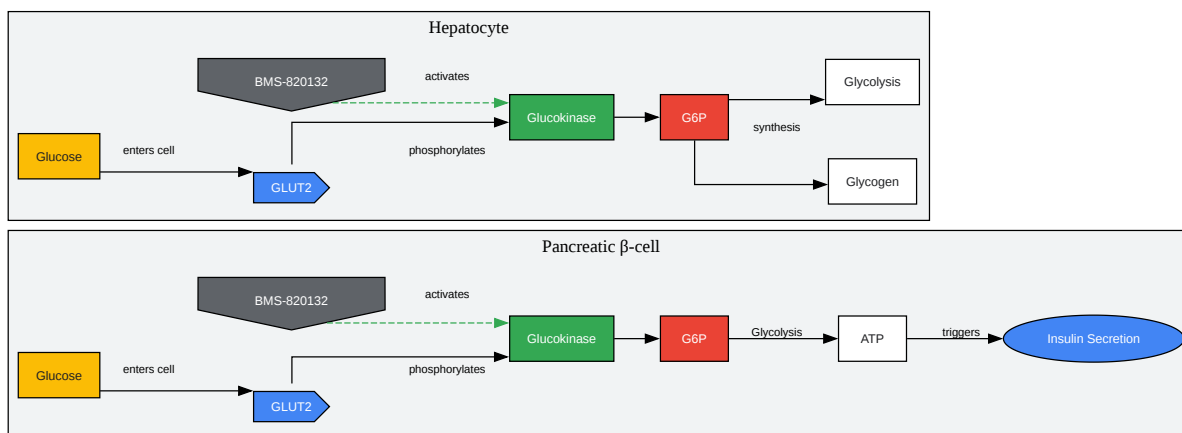 Hepatocyte
BMS-820132
activates
Glycolysis
Glucokinase
G6P
synthesis
Glucose
enters cell
phosphorylates
GLUT2
Glycogen
Pancreatic β-cell
BMS-820132
activates
Glucokinase
G6P
Glycolysis
ATP
triggers
Insulin Secretion
Glucose
enters cell
phosphorylates
GLUT2